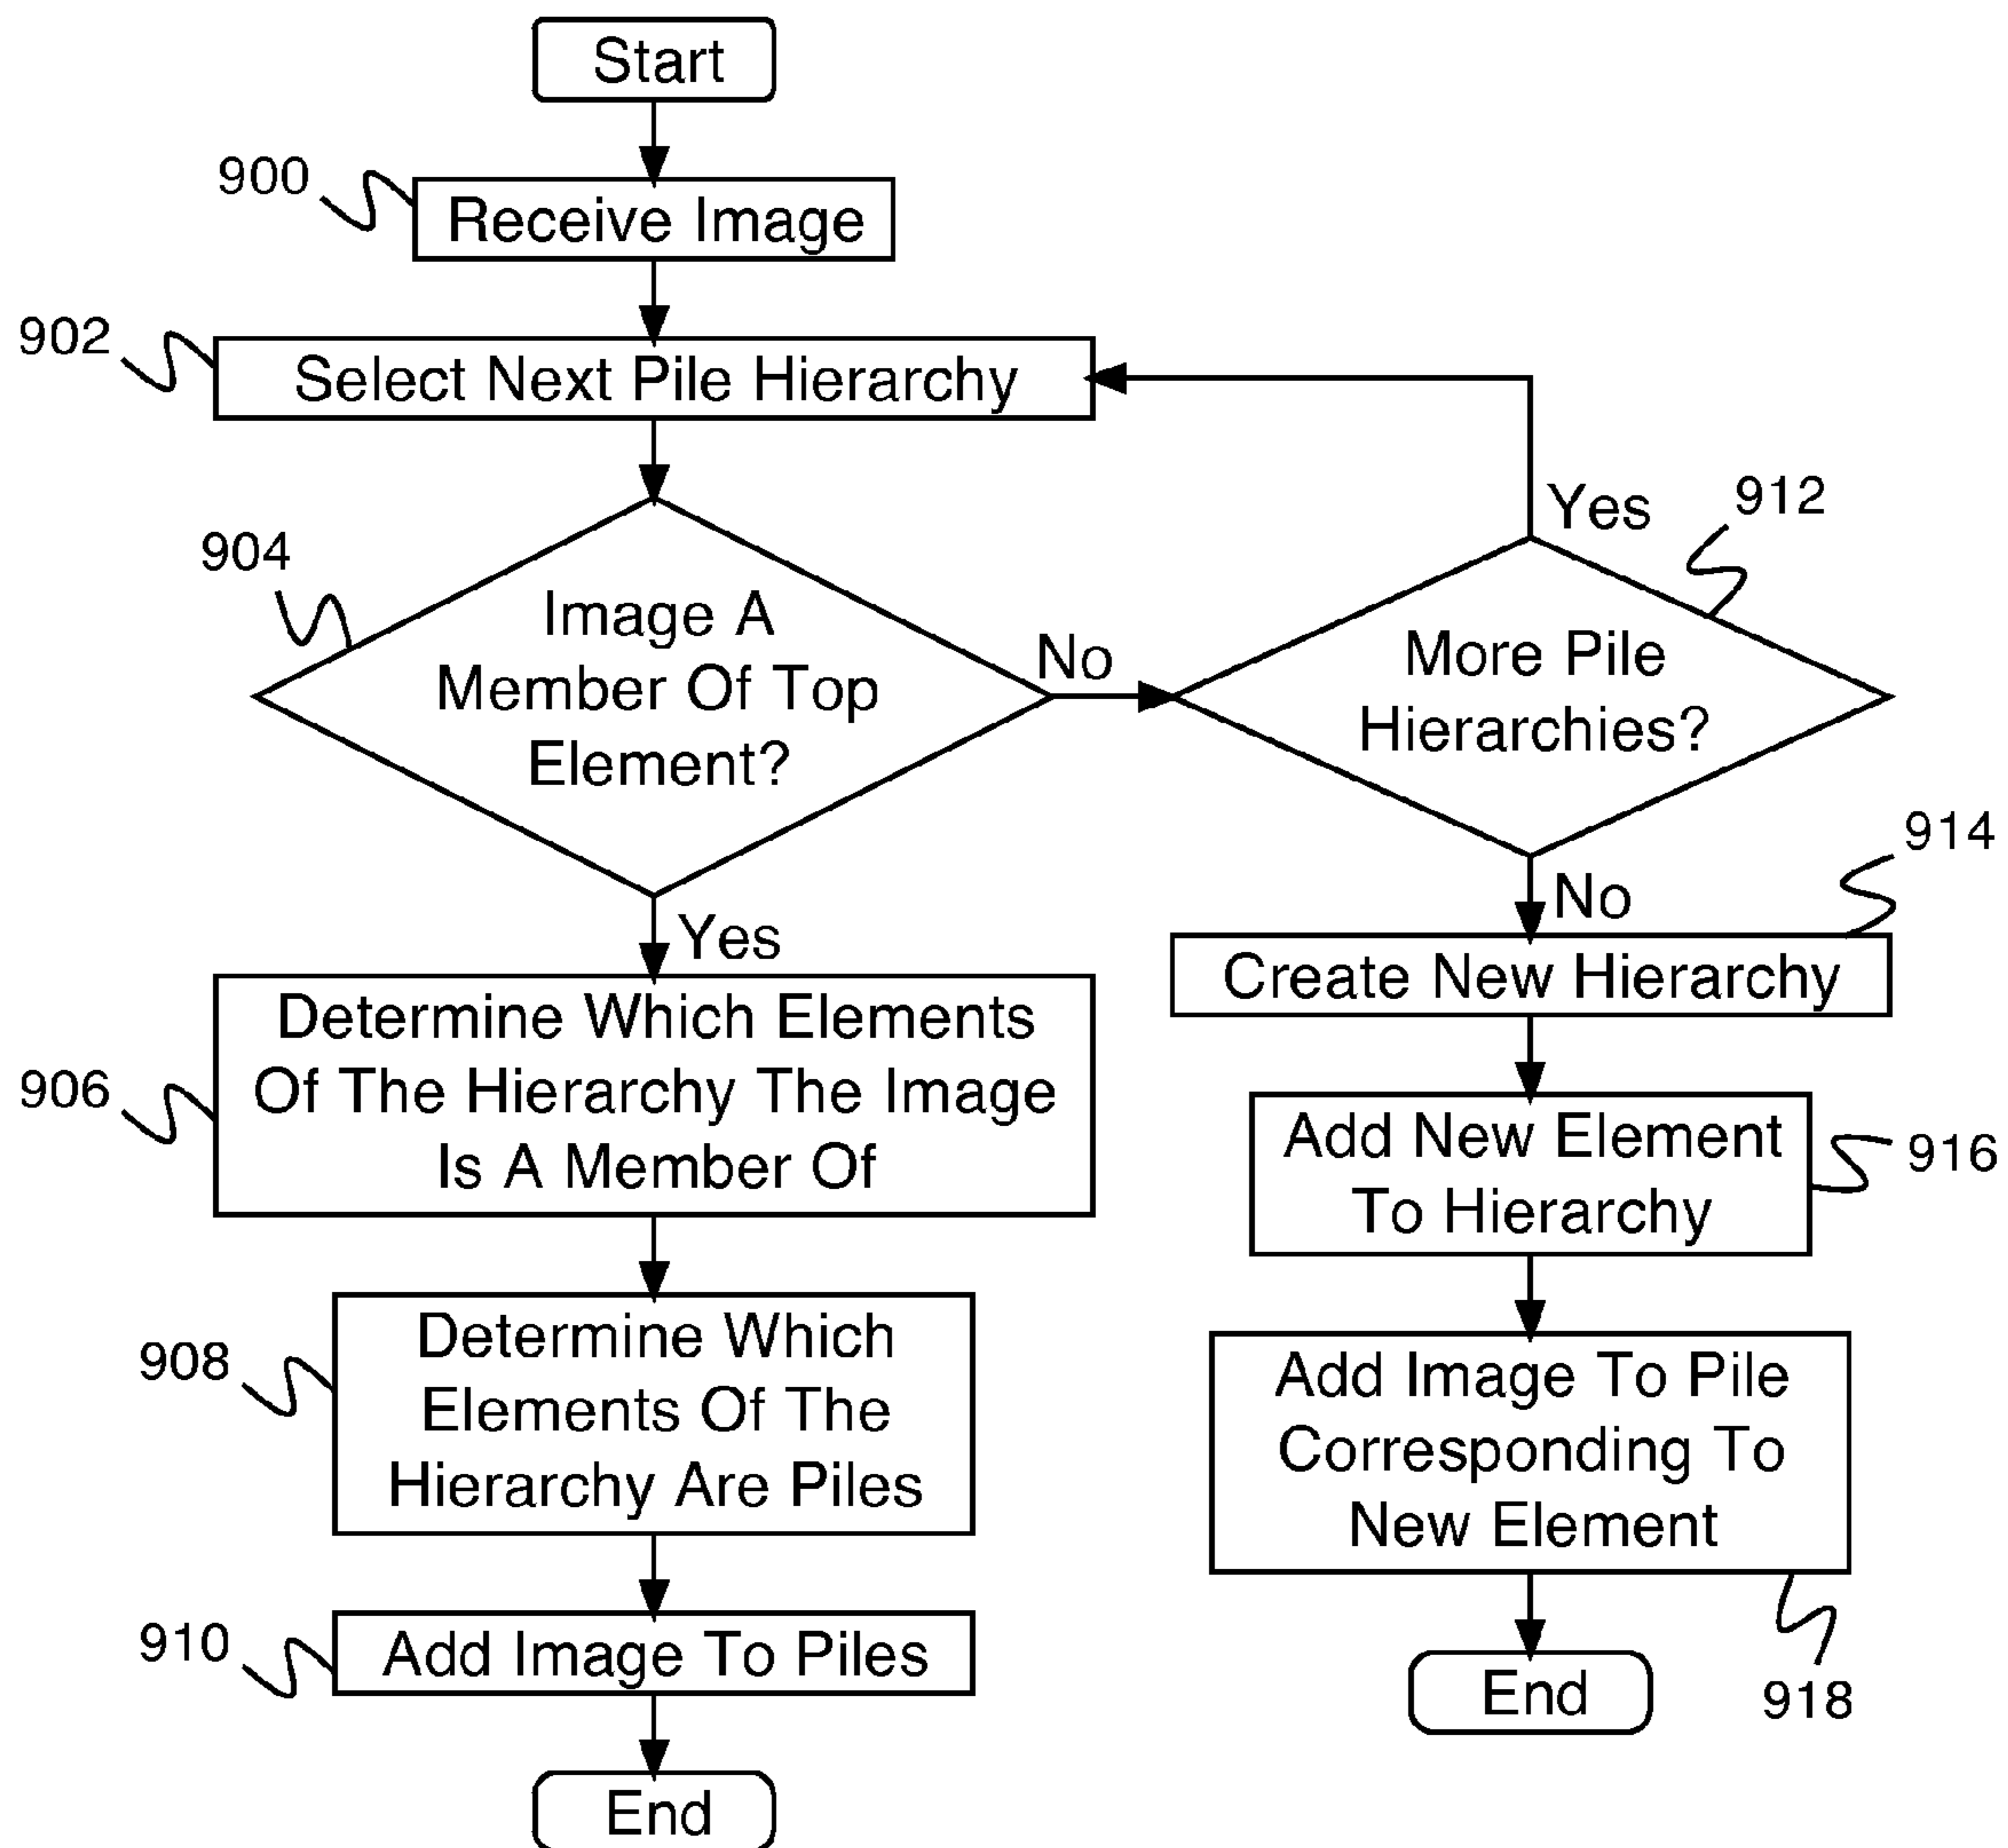 Start
900
Receive Image
902
Select Next Pile Hierarchy
904
Image A
Member Of Top
Element?
No
Yes
912
More Pile
Hierarchies?
Yes
No
906
Determine Which Elements
Of The Hierarchy The Image
Is A Member Of
908
Determine Which
Elements Of The
Hierarchy Are Piles
910
Add Image To Piles
End
914
Create New Hierarchy
916
Add New Element
To Hierarchy
Add Image To Pile
Corresponding To
New Element
918
End